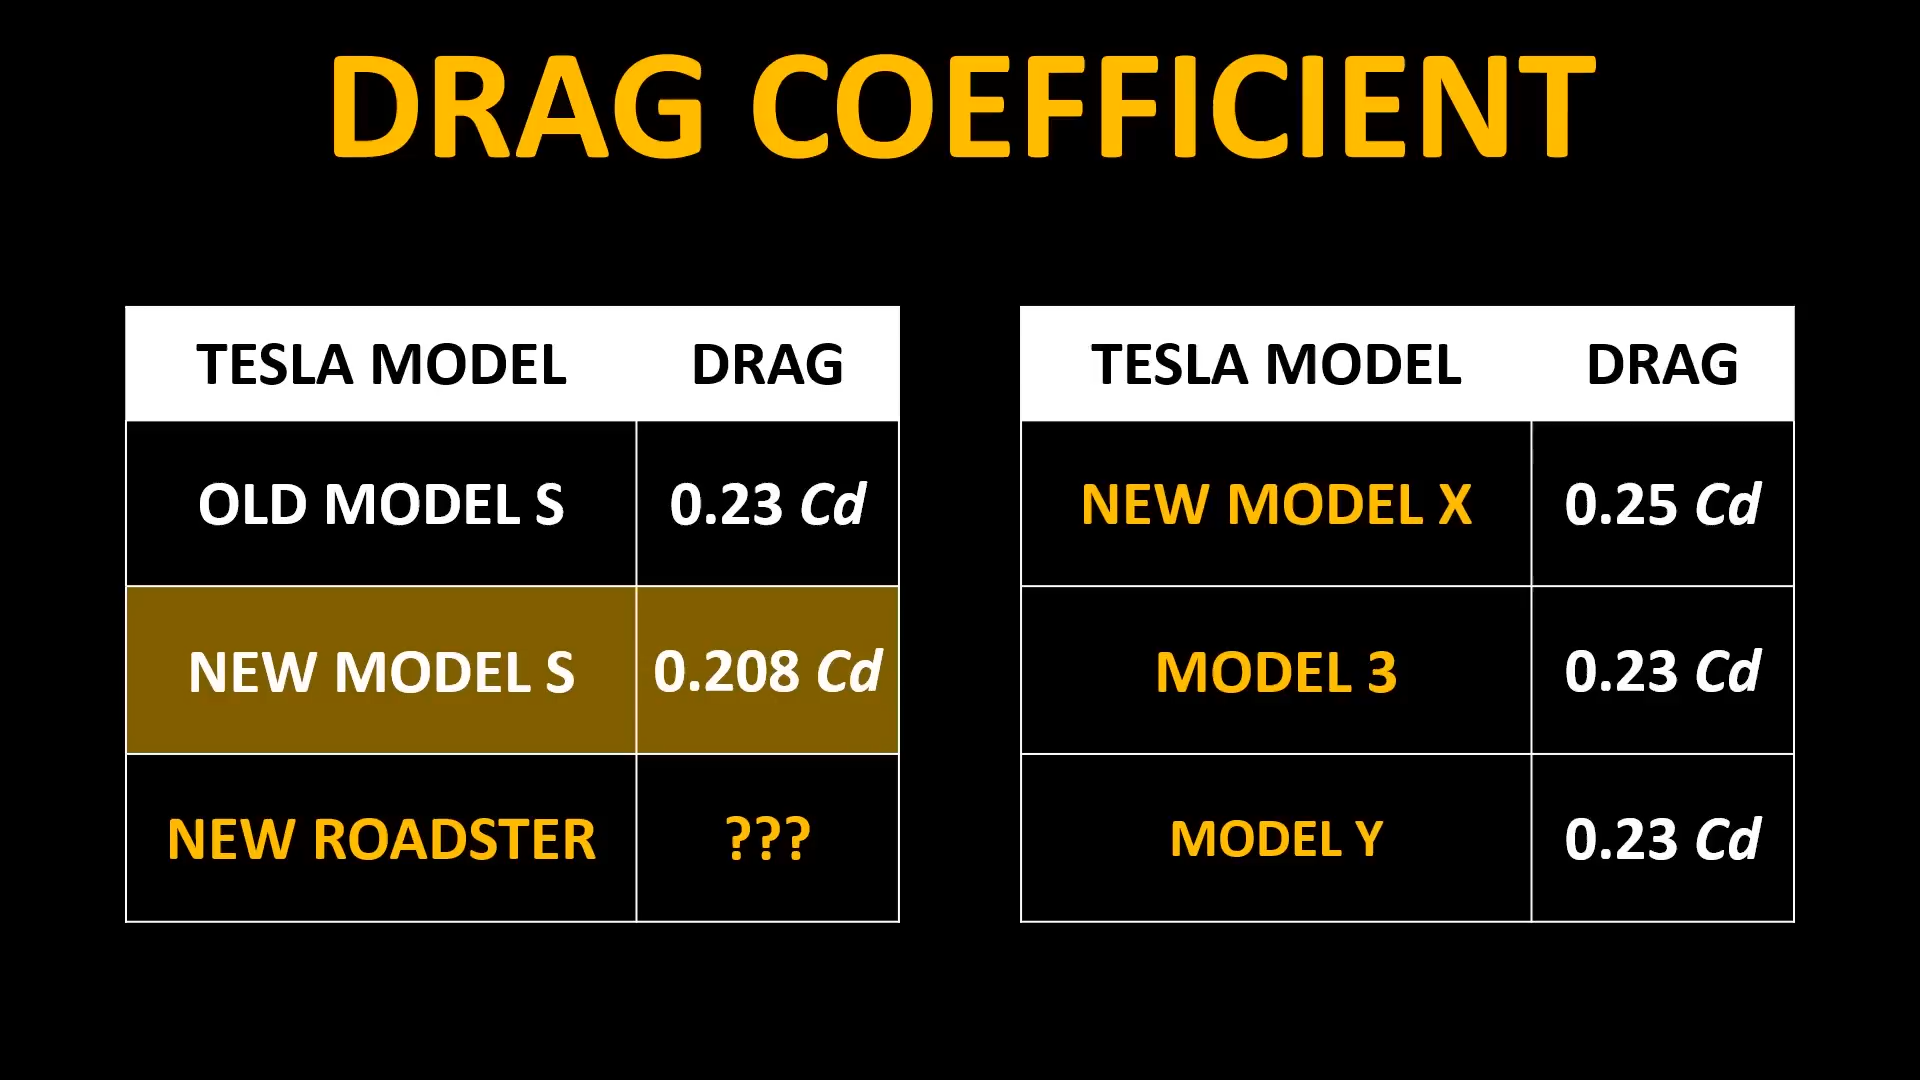 DRAG COEFFICIENT
TESLA MODEL DRAG
OLD MODEL S 0.23 Cd
NEW MODEL S 0.208 Cd
NEW ROADSTER ???
TESLA MODEL DRAG
NEW MODEL X 0.25 Cd
MODEL 3 0.23 Cd
MODEL Y 0.23 Cd